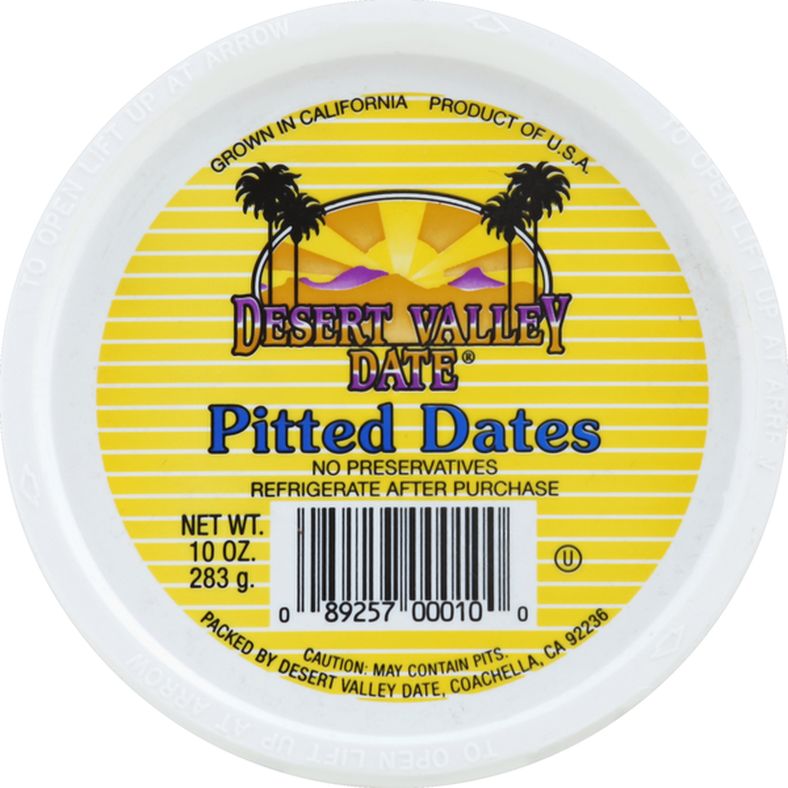 TO OPEN LIFT UP AT ARROW
TO OPEN LIFT UP AT ARROW
GROWN IN CALIFORNIA PRODUCT OF U.S.A.
DESERT VALLEY
DATE®
Pitted Dates
NO PRESERVATIVES
REFRIGERATE AFTER PURCHASE
NET WT.
10 OZ.
283 g.
0 89257 00010 0
U
CAUTION: MAY CONTAIN PITS.
PACKED BY DESERT VALLEY DATE, COACHELLA, CA 92236
TO OPEN LIFT UP AT ARROW